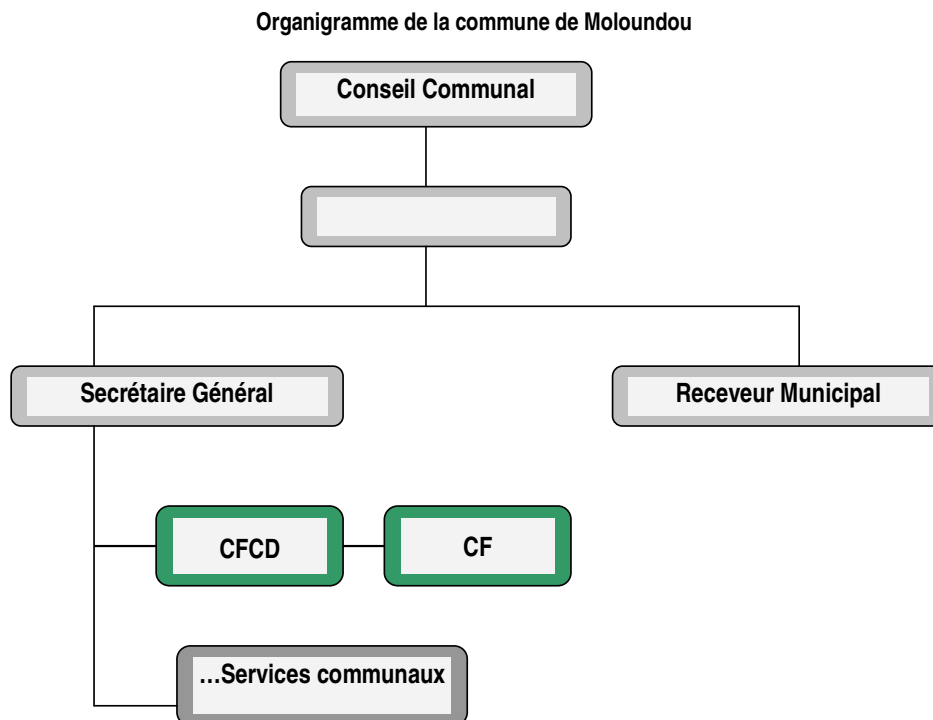 Organigramme de la commune de Moloundou
Conseil Communal
Secrétaire Général
Receveur Municipal
CFCD
CF
...Services communaux